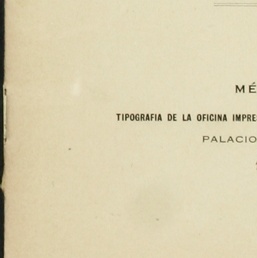 MÉ
TIPOGRAFIA DE LA OFICINA IMPRE
PALACIO